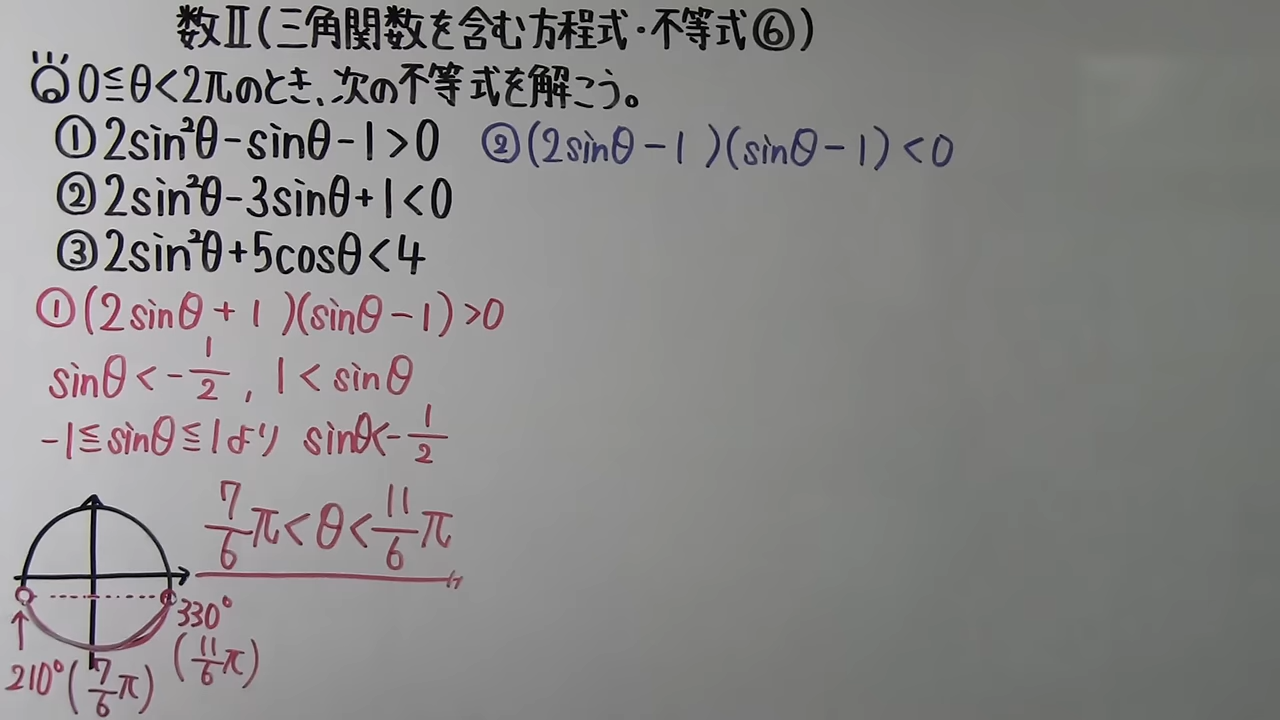 数Ⅱ(三角関数を含む方程式・不等式⑥)
0≦θ<2πのとき、次の不等式を解こう。
①2sin²θ-sinθ-1>0
②2sin²θ-3sinθ+1<0
③2sin²θ+5cosθ<4
①(2sinθ+1)(sinθ-1)>0
sinθ<-1/2, 1<sinθ
-1≦sinθ≦1より sinθ<-1/2
7/6π<θ<11/6π
330°
(11/6π)
210°(7/6π)
②(2sinθ-1)(sinθ-1)<0